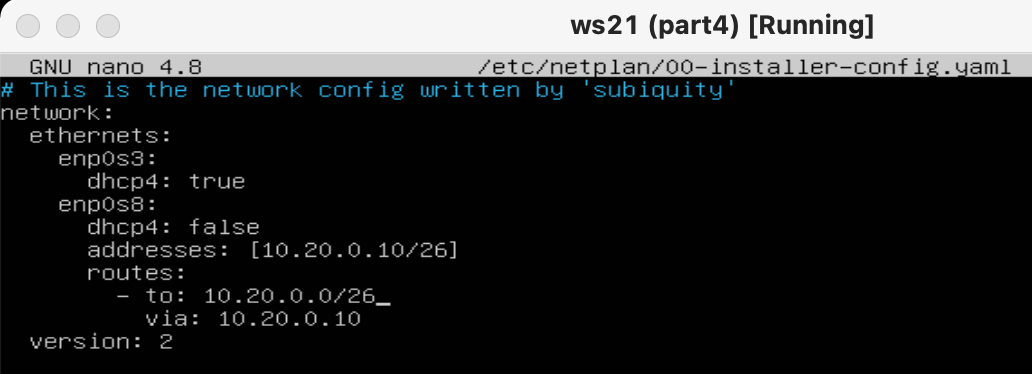 ws21 (part4) [Running]
GNU nano 4.8 /etc/netplan/00-installer-config.yaml
# This is the network config written by 'subiquity'
network:
  ethernets:
    enp0s3:
      dhcp4: true
    enp0s8:
      dhcp4: false
      addresses: [10.20.0.10/26]
      routes:
        - to: 10.20.0.0/26_
          via: 10.20.0.10
  version: 2